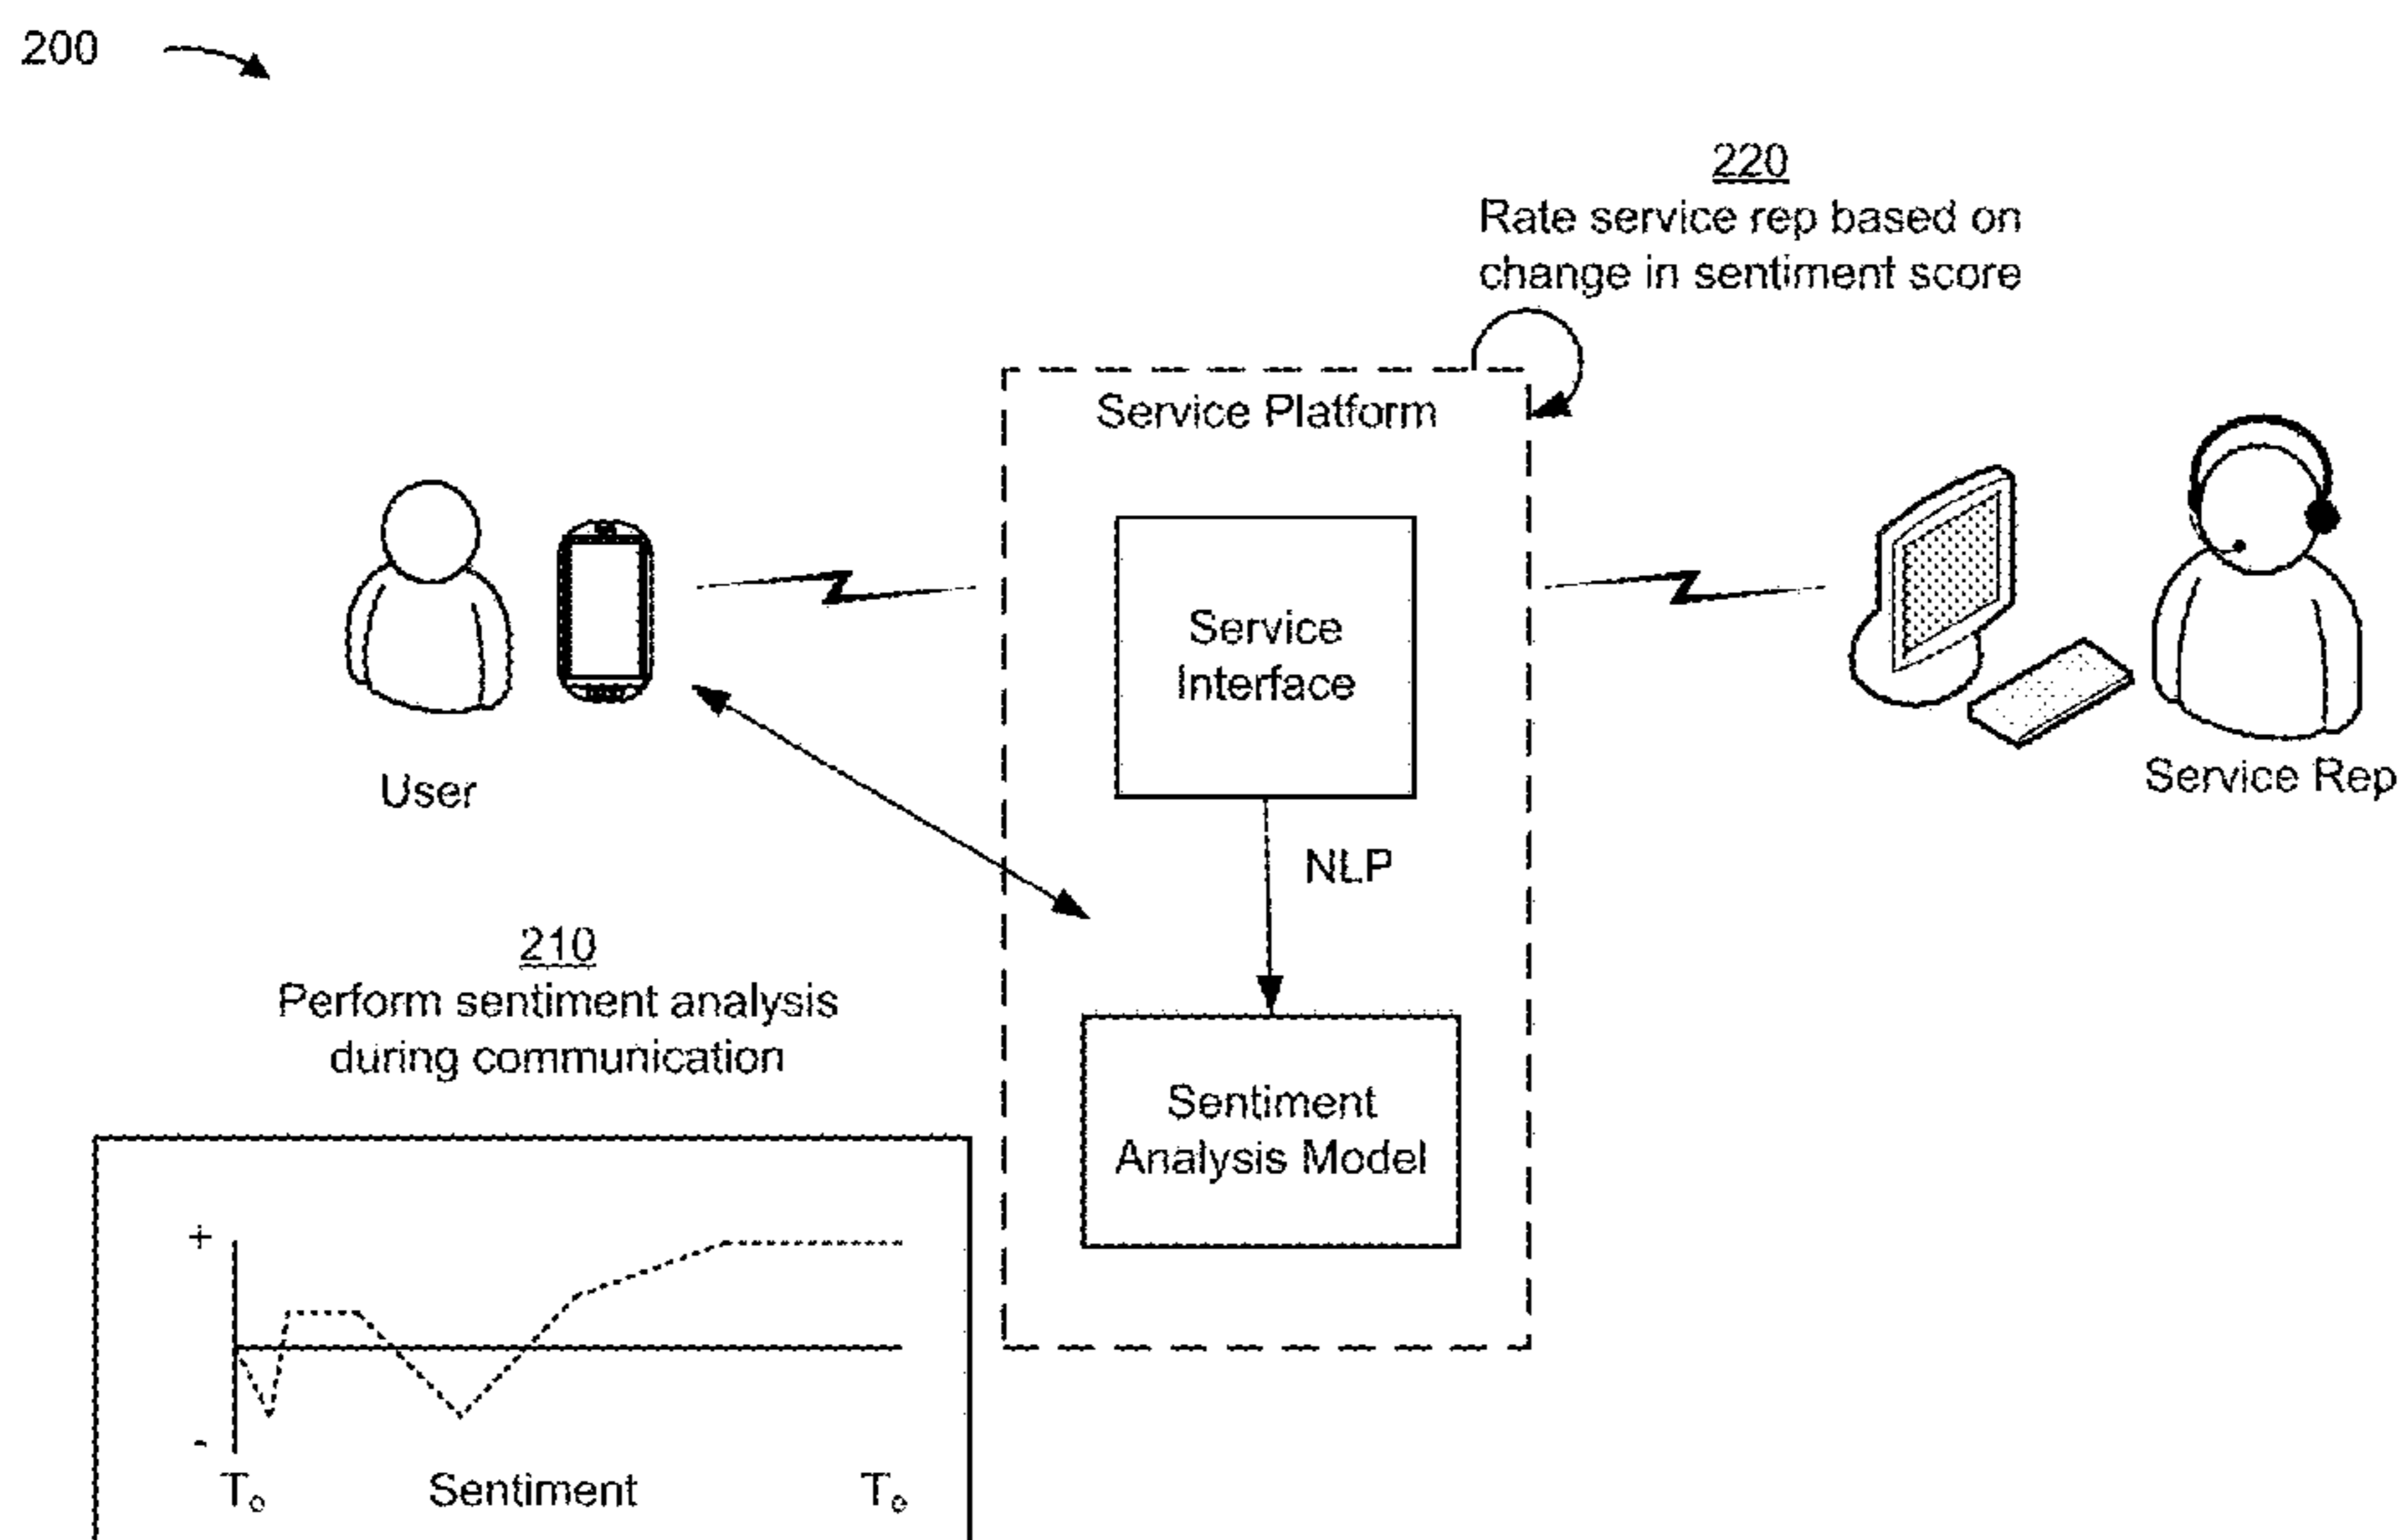 200
220
Rate service rep based on
change in sentiment score
Service Platform
Service
Interface
User
Service Rep
NLP
210
Perform sentiment analysis
during communication
Sentiment
Analysis Model
+
-
T₀ Sentiment Tₑ